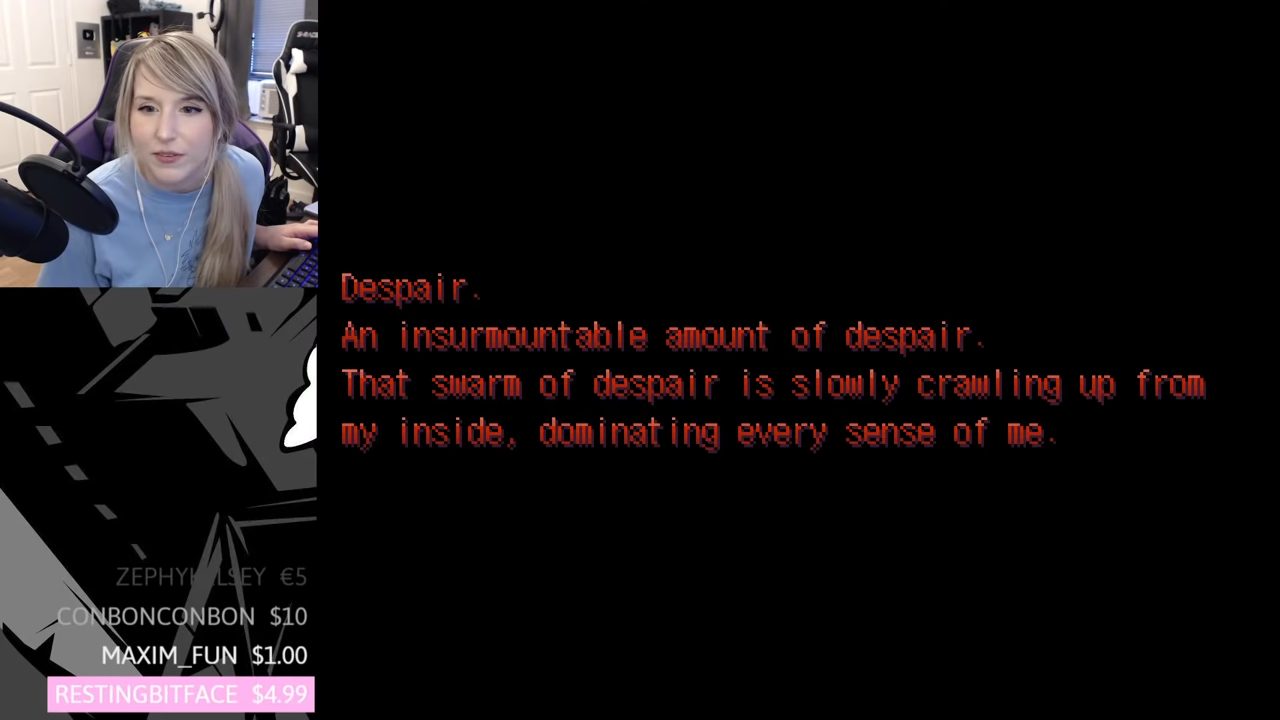 Despair.
An insurmountable amount of despair.
That swarm of despair is slowly crawling up from
my inside, dominating every sense of me.
CONBONCONBON $10
MAXIM_FUN $1.00
RESTINGBITFACE $4.99
€5